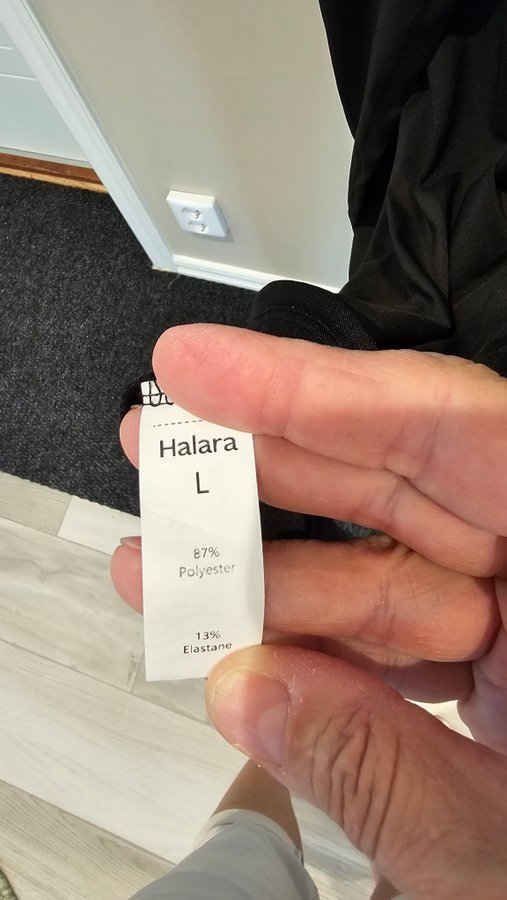 Halara
L
87%
Polyester
13%
Elastane